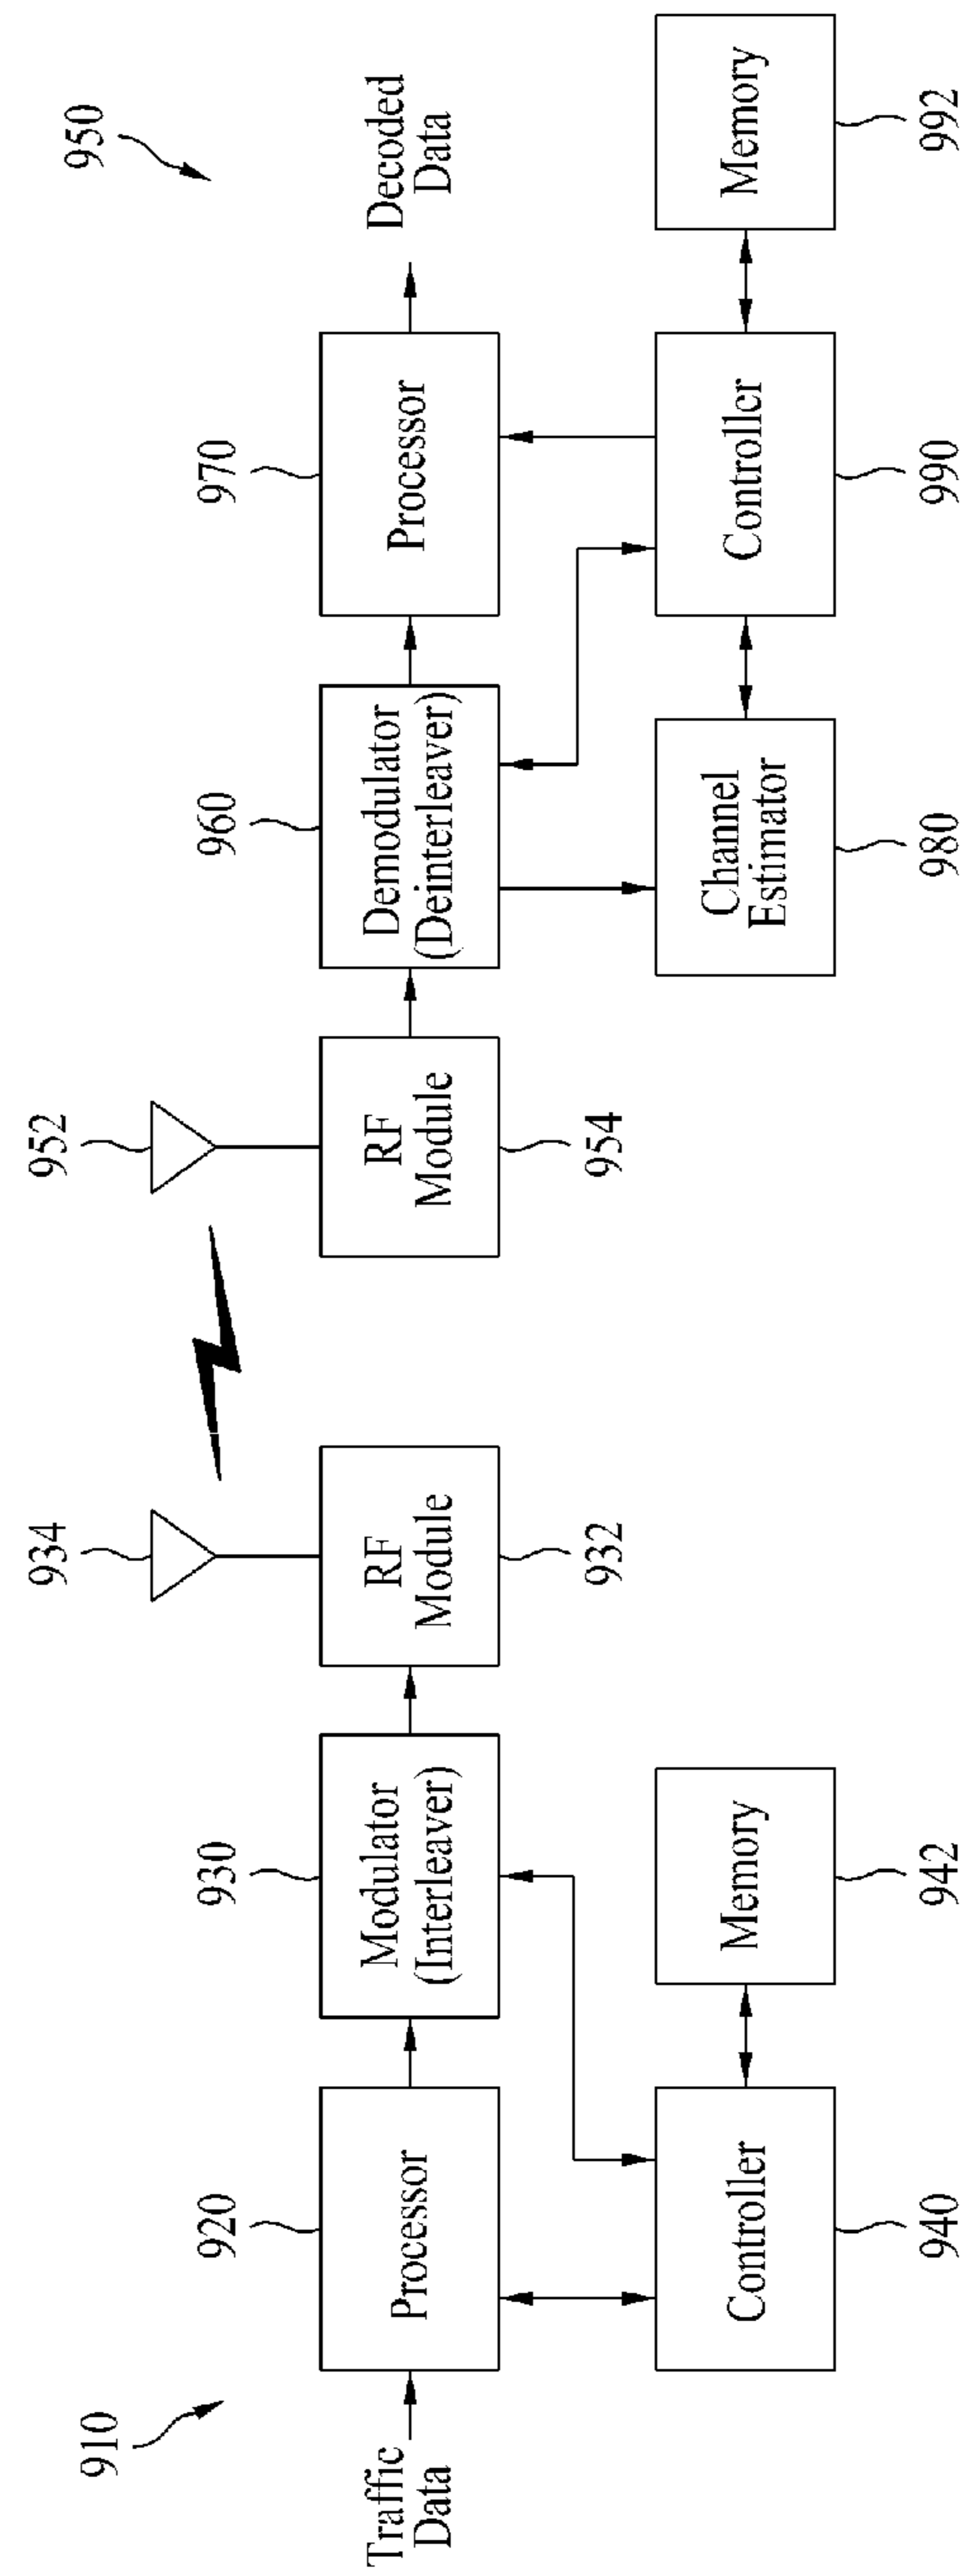 910
950
934
952
920
930
960
970
Traffic
Data
Processor
Modulator
(Interleaver)
RF
Module
RF
Module
Demodulator
(Deinterleaver)
Processor
Decoded
Data
932
954
Controller
Memory
Channel
Estimator
Controller
Memory
940
942
980
990
992